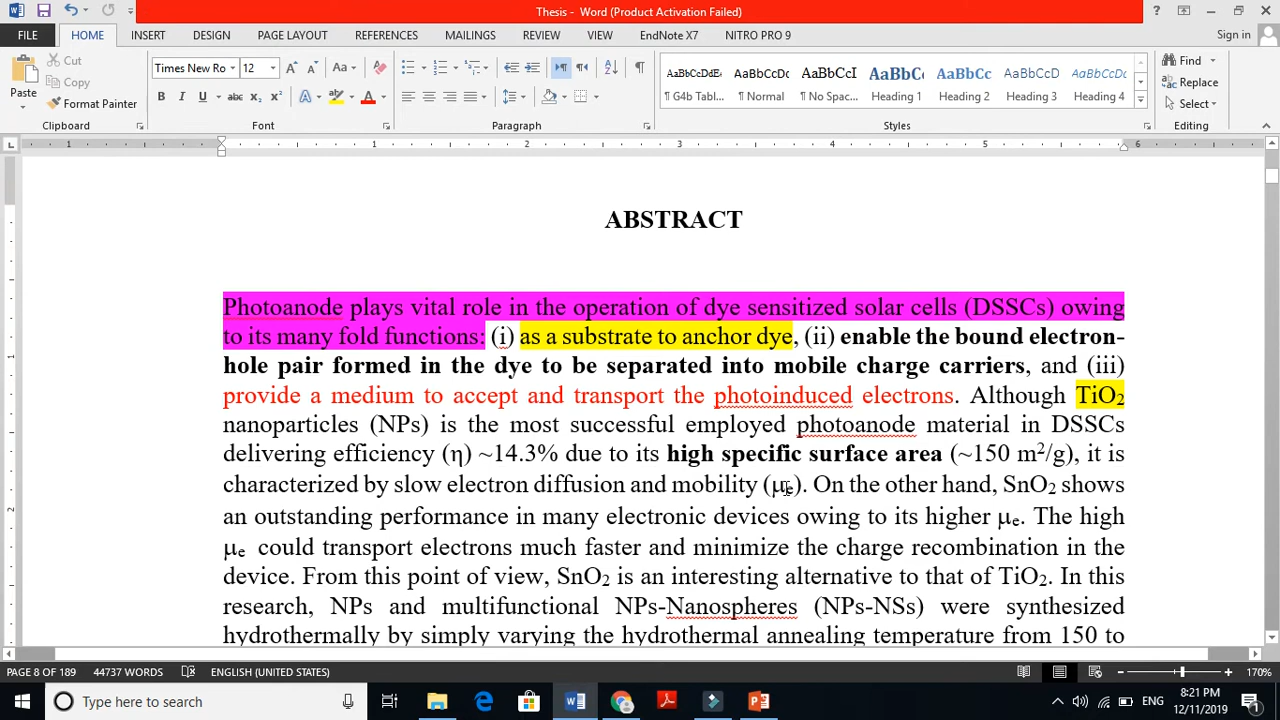 Thesis - Word (Product Activation Failed)
FILE HOME INSERT DESIGN PAGE LAYOUT REFERENCES MAILINGS REVIEW VIEW EndNote X7 NITRO PRO 9 Sign in
Paste
Cut
Copy
Format Painter
Clipboard
Times New Ro 12
Font
Paragraph
AaBbCcDdE AaBbCcDc AaBbCcI AaBbC AaBbCc AaBbCcD AaBbCcD
¶ G4b Tabl... ¶ Normal ¶ No Spac... Heading 1 Heading 2 Heading 3 Heading 4
Styles
Find
Replace
Select
Editing
1 1 2 3 4 5 6
ABSTRACT
Photoanode plays vital role in the operation of dye sensitized solar cells (DSSCs) owing
to its many fold functions: (i) as a substrate to anchor dye, (ii) enable the bound electron-
hole pair formed in the dye to be separated into mobile charge carriers, and (iii)
provide a medium to accept and transport the photoinduced electrons. Although TiO2
nanoparticles (NPs) is the most successful employed photoanode material in DSSCs
delivering efficiency (η) ~14.3% due to its high specific surface area (~150 m2/g), it is
characterized by slow electron diffusion and mobility (μe). On the other hand, SnO2 shows
an outstanding performance in many electronic devices owing to its higher μe. The high
μe could transport electrons much faster and minimize the charge recombination in the
device. From this point of view, SnO2 is an interesting alternative to that of TiO2. In this
research, NPs and multifunctional NPs-Nanospheres (NPs-NSs) were synthesized
hydrothermally by simply varying the hydrothermal annealing temperature from 150 to
PAGE 8 OF 189 44737 WORDS ENGLISH (UNITED STATES) 170%
Type here to search
ENG
8:21 PM
12/11/2019